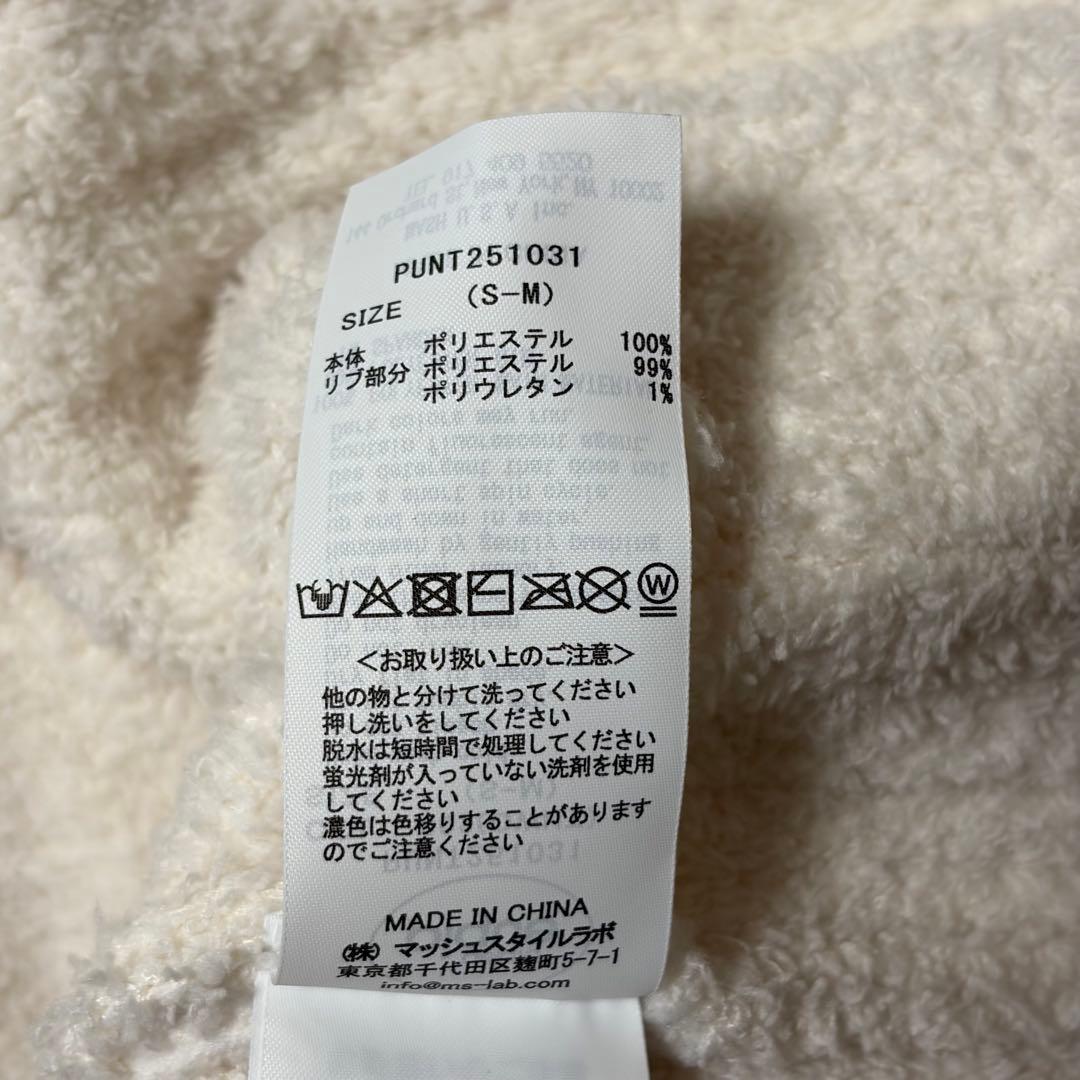 PUNT251031
SIZE (S-M)
本体 ポリエステル 100%
リブ部分 ポリエステル 99%
ポリウレタン 1%
W
<お取り扱い上のご注意>
他の物と分けて洗ってください
押し洗いをしてください
脱水は短時間で処理してください
蛍光剤が入っていない洗剤を使用
してください
濃色は色移りすることがあります
のでご注意ください
MADE IN CHINA
㈱ マッシュスタイルラボ
東京都千代田区麹町5-7-1
info@ms-lab.com